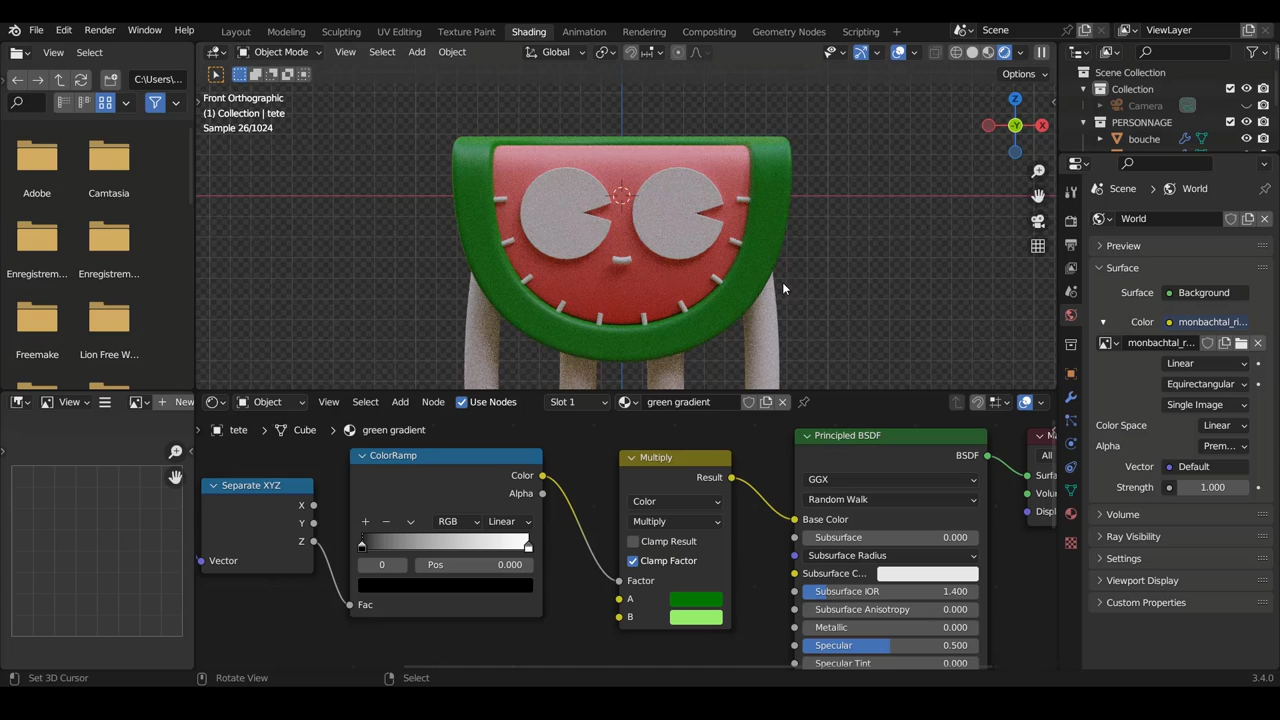 File Edit Render Window Help
Layout Modeling Sculpting UV Editing Texture Paint Shading Animation Rendering Compositing Geometry Nodes Scripting
Scene
ViewLayer
View Select
C:\Users\...
Adobe
Camtasia
Enregistrem...
Enregistrem...
Freemake
Lion Free W...
Object Mode View Select Add Object
Global
Options
Front Orthographic
(1) Collection | tete
Sample 26/1024
Z
-Y
X
Scene Collection
Collection
Camera
PERSONNAGE
bouche
Scene > World
World
Preview
Surface
Surface Background
Color monbachtal_ri...
monbachtal_r...
Linear
Equirectangular
Single Image
Color Space Linear
Alpha Prem...
Vector Default
Strength 1.000
Volume
Ray Visibility
Settings
Viewport Display
Custom Properties
View
New
Object View Select Add Node Use Nodes Slot 1 green gradient
tete > Cube > green gradient
Separate XYZ
X
Y
Z
Vector
ColorRamp
Color
Alpha
RGB Linear
0 Pos 0.000
Fac
Multiply
Result
Color
Multiply
Clamp Result
Clamp Factor
Factor
A
B
Principled BSDF
BSDF
GGX
Random Walk
Base Color
Subsurface 0.000
Subsurface Radius
Subsurface C...
Subsurface IOR 1.400
Subsurface Anisotropy 0.000
Metallic 0.000
Specular 0.500
Specular Tint 0.000
All
Surfa
Volu
Displ
Set 3D Cursor
Rotate View
Select
3.4.0